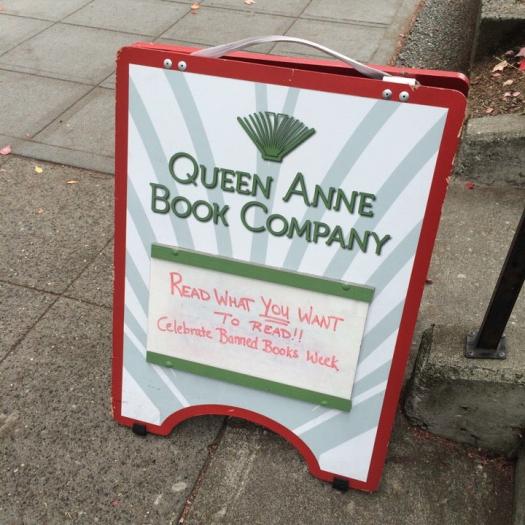 QUEEN ANNE
BOOK COMPANY
READ WHAT YOU WANT
TO READ!!
Celebrate Banned Books Week